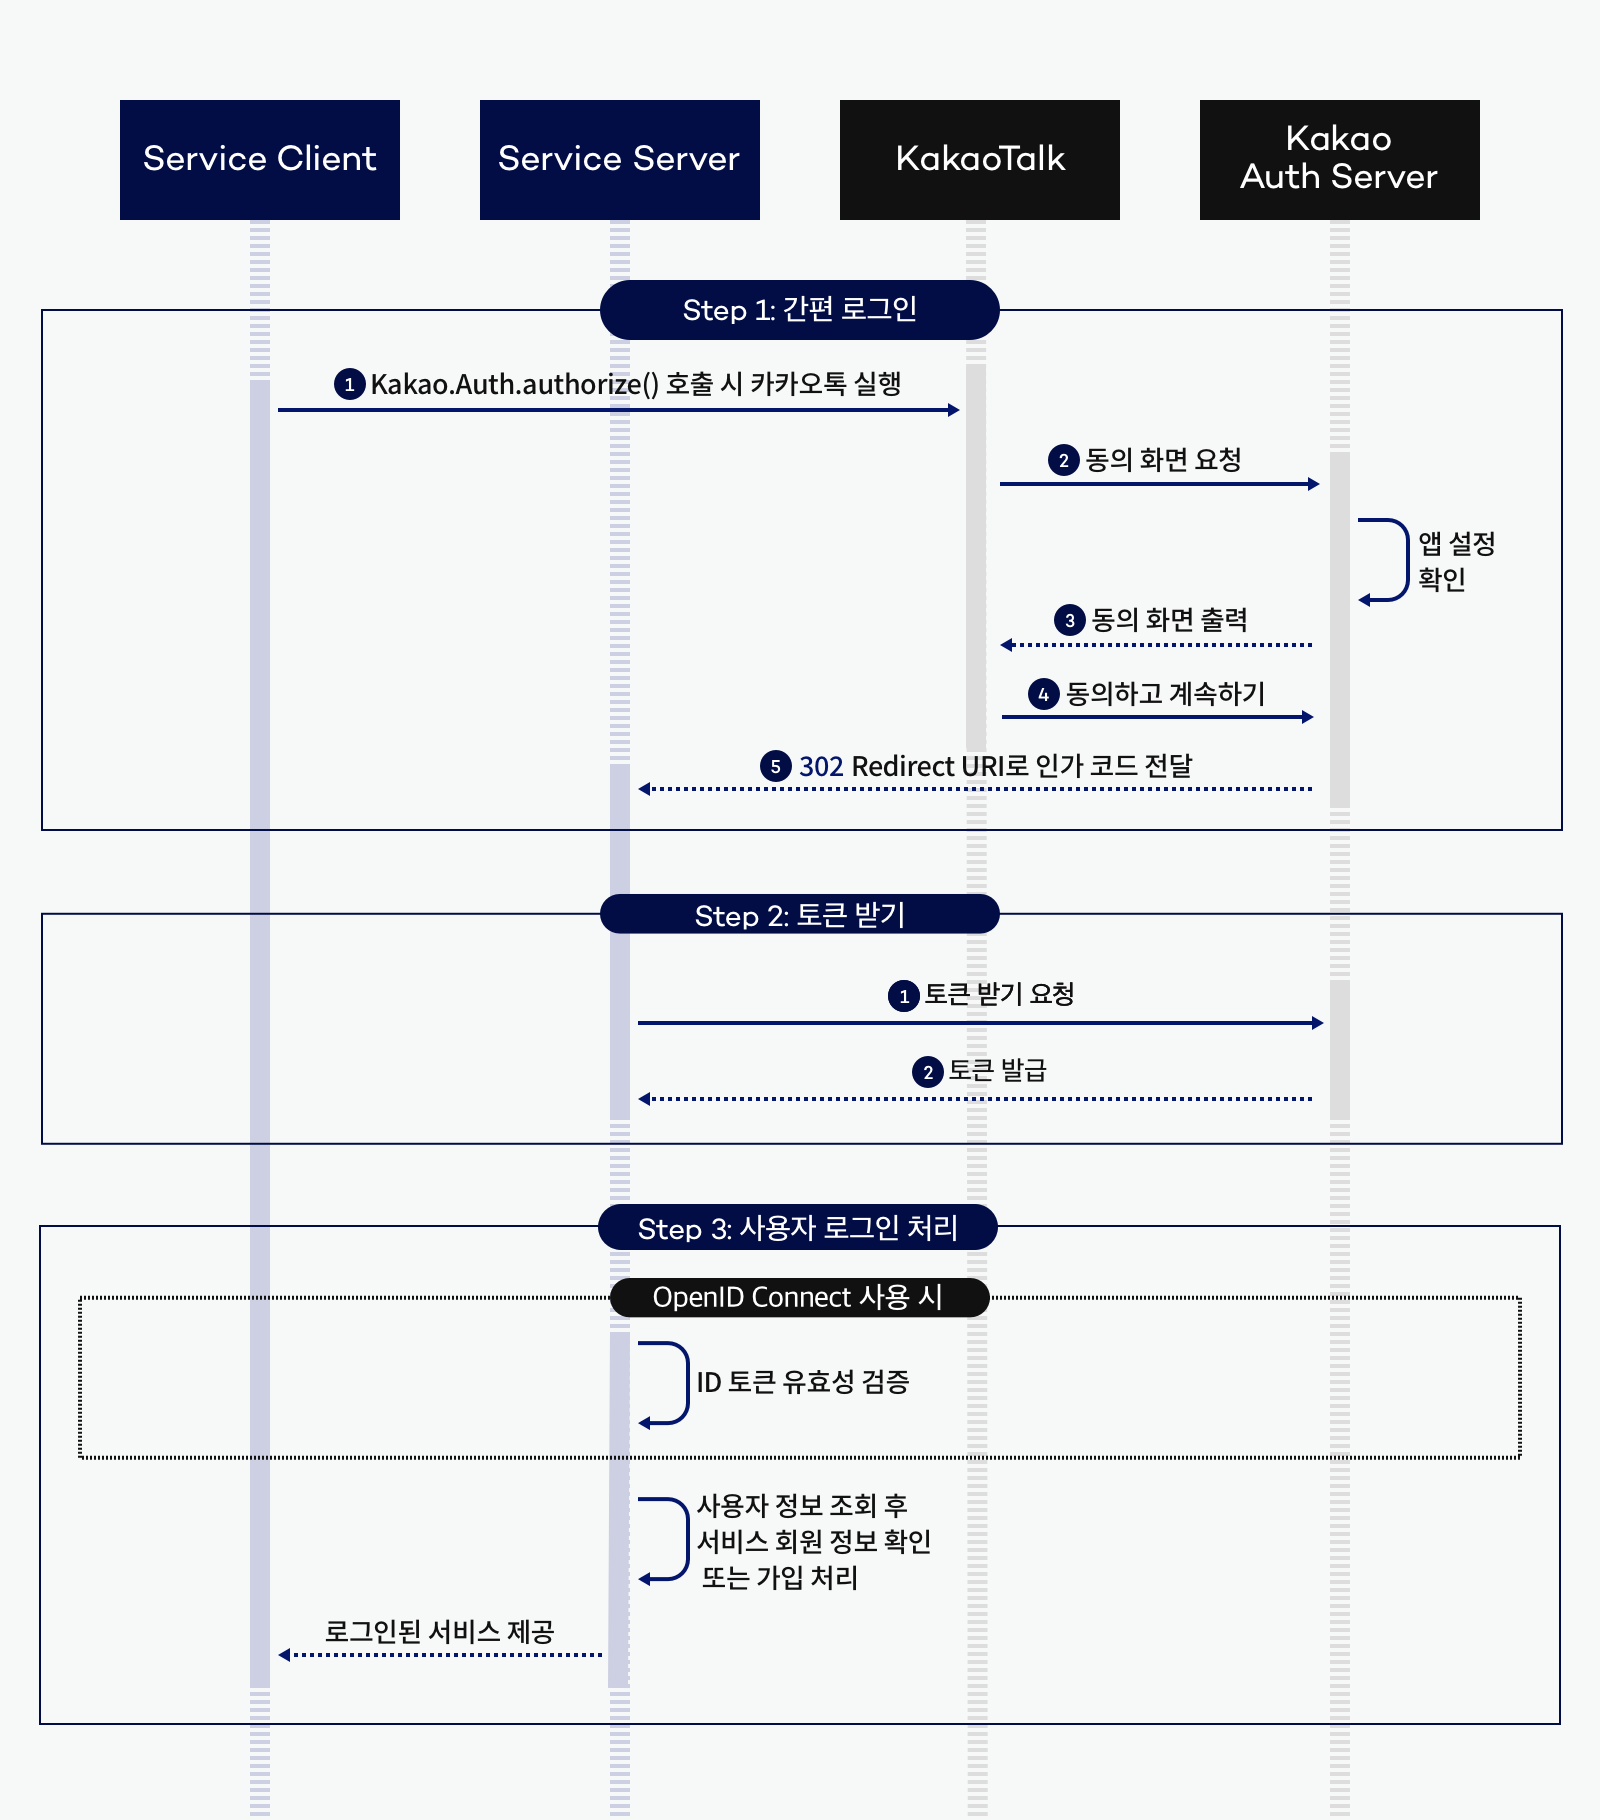 Service Client
Service Server
KakaoTalk
Kakao
Auth Server
Step 1: 간편 로그인
1 Kakao.Auth.authorize() 호출 시 카카오톡 실행
2 동의 화면 요청
앱 설정
확인
3 동의 화면 출력
4 동의하고 계속하기
5 302 Redirect URI로 인가 코드 전달
Step 2: 토큰 받기
1 토큰 받기 요청
2 토큰 발급
Step 3: 사용자 로그인 처리
OpenID Connect 사용 시
ID 토큰 유효성 검증
사용자 정보 조회 후
서비스 회원 정보 확인
또는 가입 처리
로그인된 서비스 제공